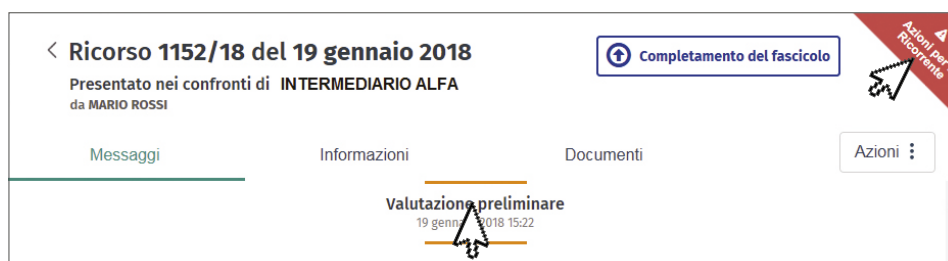 Ricorso 1152/18 del 19 gennaio 2018
Completamento del fascicolo
Azioni per
Ricorrente
Presentato nei confronti di INTERMEDIARIO ALFA
da MARIO ROSSI
Messaggi
Informazioni
Documenti
Azioni
Valutazione preliminare
19 gennaio 2018 15:22